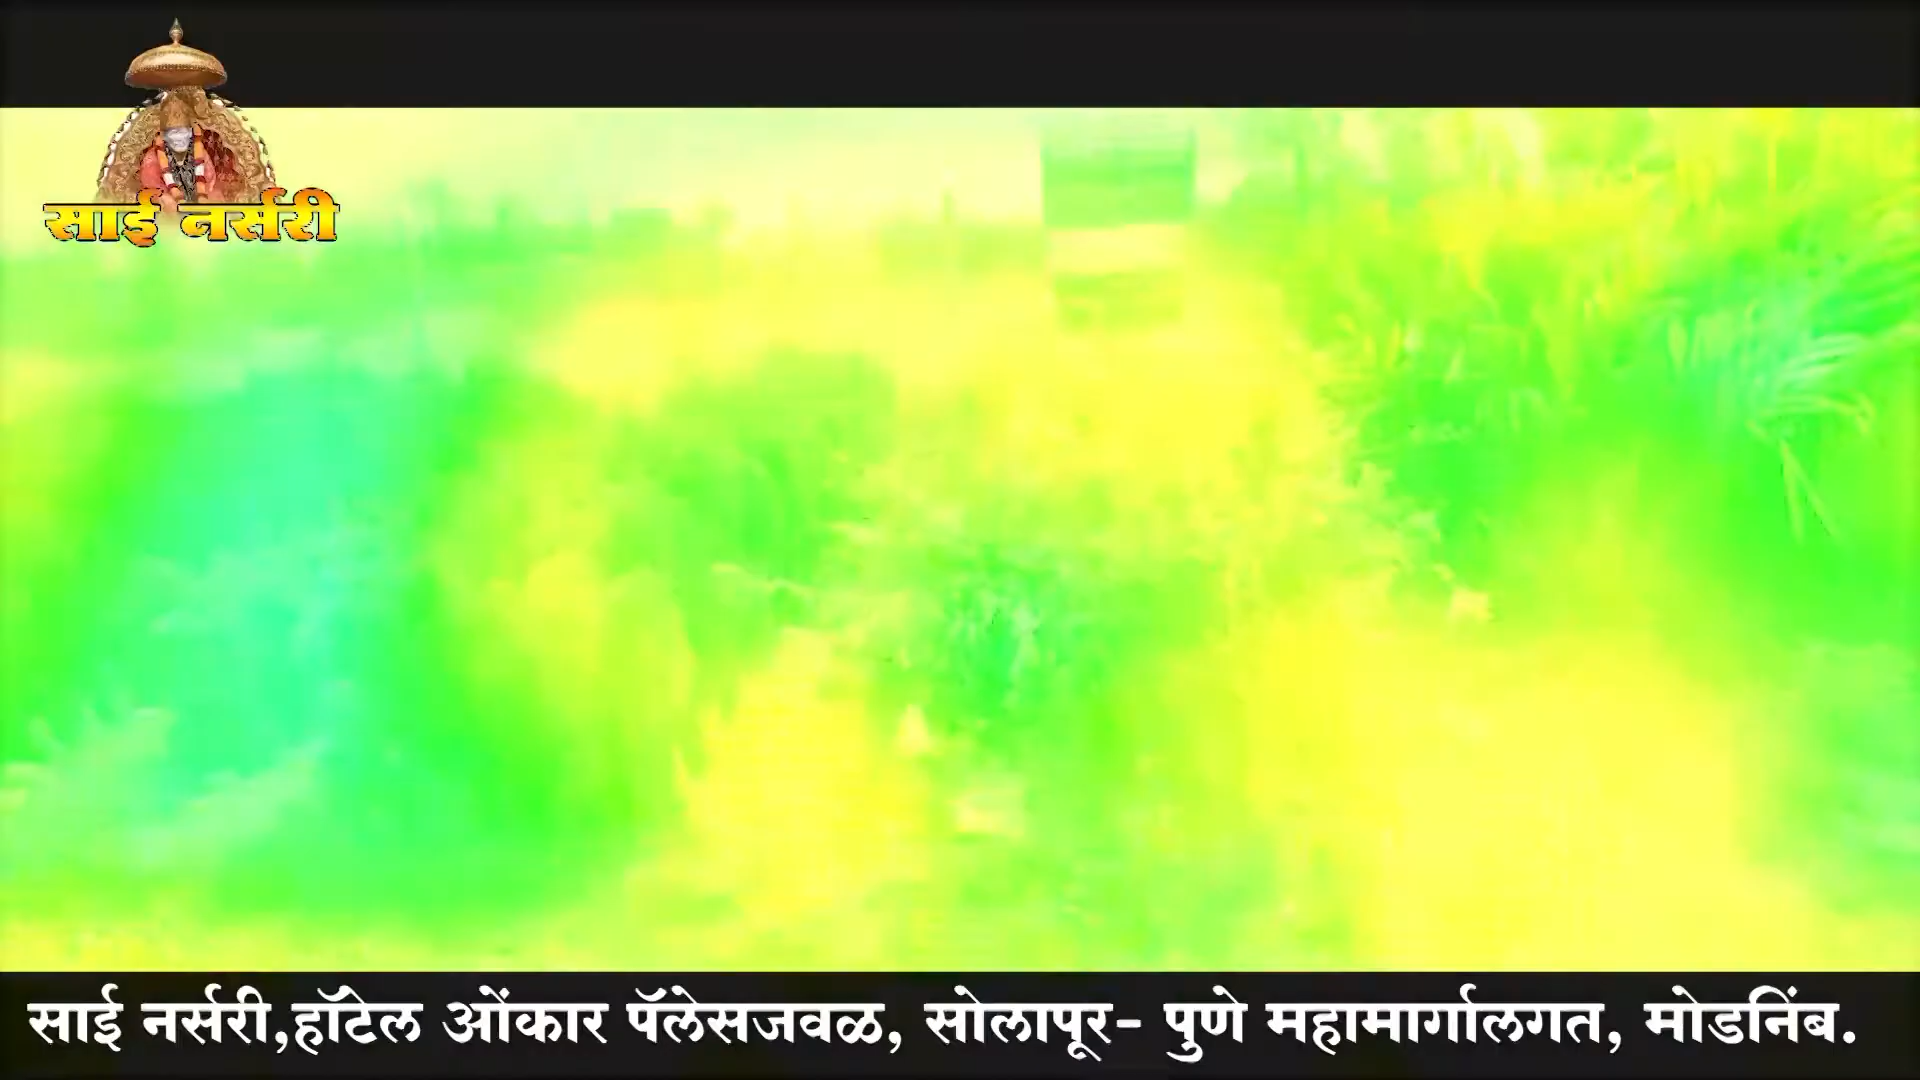 साई नर्सरी
साई नर्सरी,हॉटेल ओंकार पॅलेसजवळ, सोलापूर- पुणे महामार्गालगत, मोडनिंब.